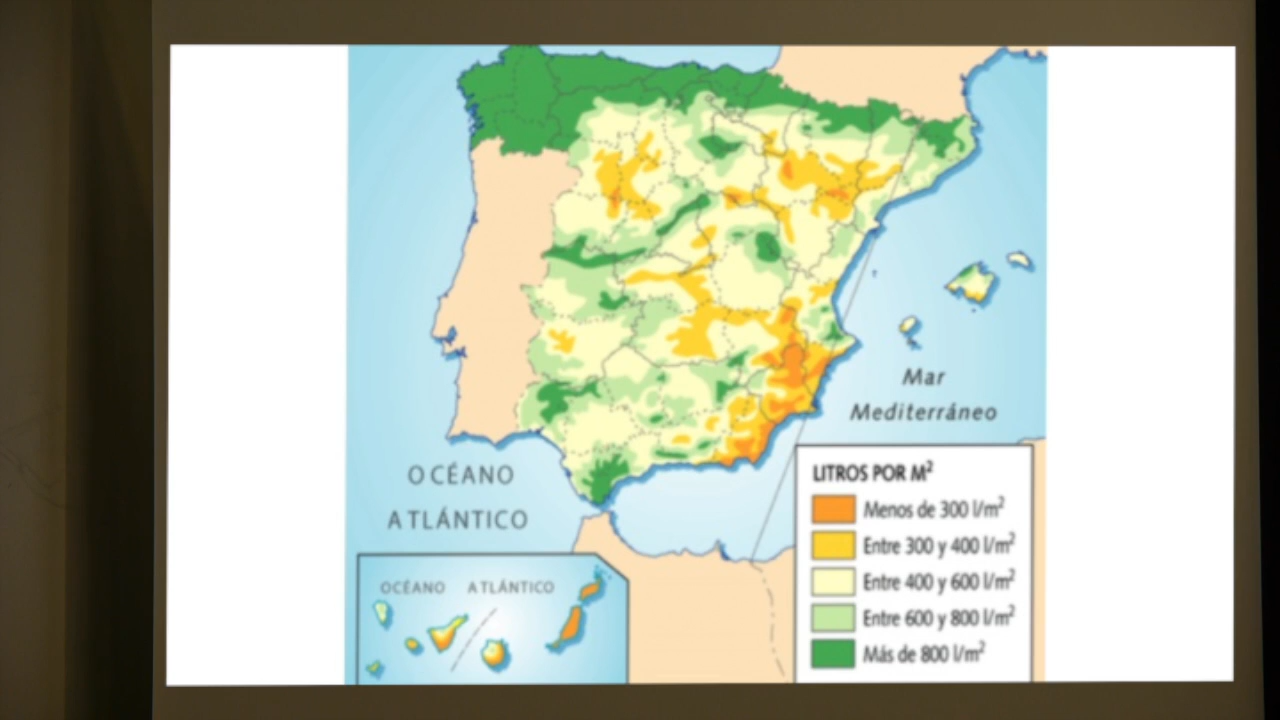 Mar
Mediterráneo
OCÉANO
ATLÁNTICO
LITROS POR M²
Menos de 300 l/m²
Entre 300 y 400 l/m²
Entre 400 y 600 l/m²
Entre 600 y 800 l/m²
Más de 800 l/m²
OCÉANO ATLÁNTICO